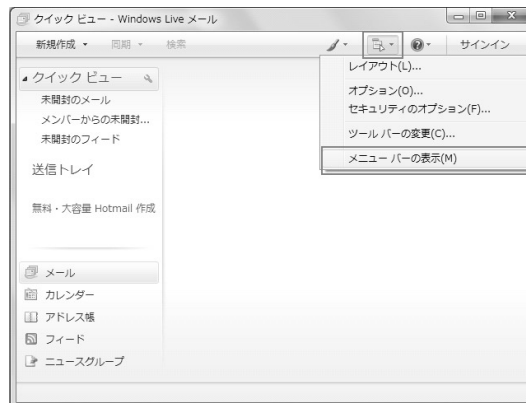 クイック ビュー - Windows Live メール
新規作成 同期 検索 サインイン
レイアウト(L)...
オプション(O)...
セキュリティのオプション(F)...
ツール バーの変更(C)...
メニュー バーの表示(M)
クイック ビュー
未開封のメール
メンバーからの未開封...
未開封のフィード
送信トレイ
無料・大容量 Hotmail 作成
メール
カレンダー
アドレス帳
フィード
ニュースグループ